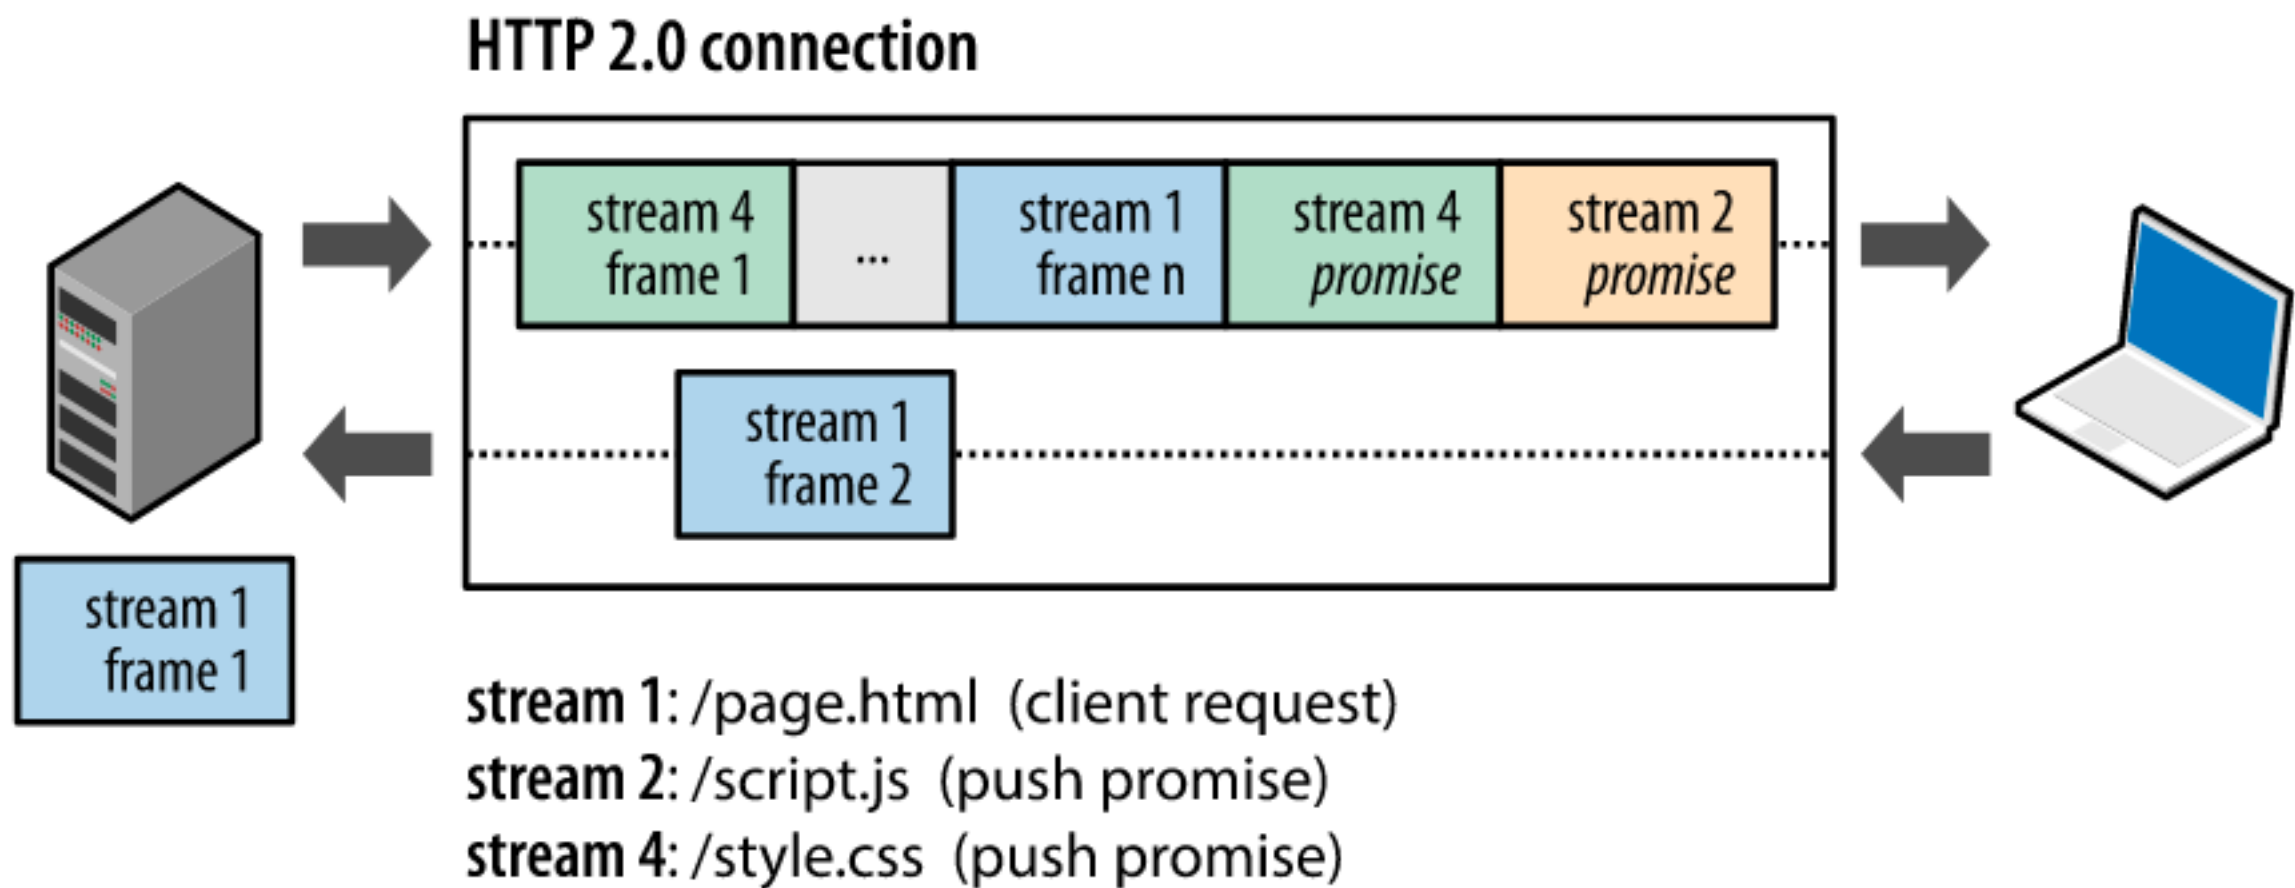 HTTP 2.0 connection
stream 4
frame 1
...
stream 1
frame n
stream 4
promise
stream 2
promise
stream 1
frame 2
stream 1
frame 1
stream 1: /page.html (client request)
stream 2: /script.js (push promise)
stream 4: /style.css (push promise)